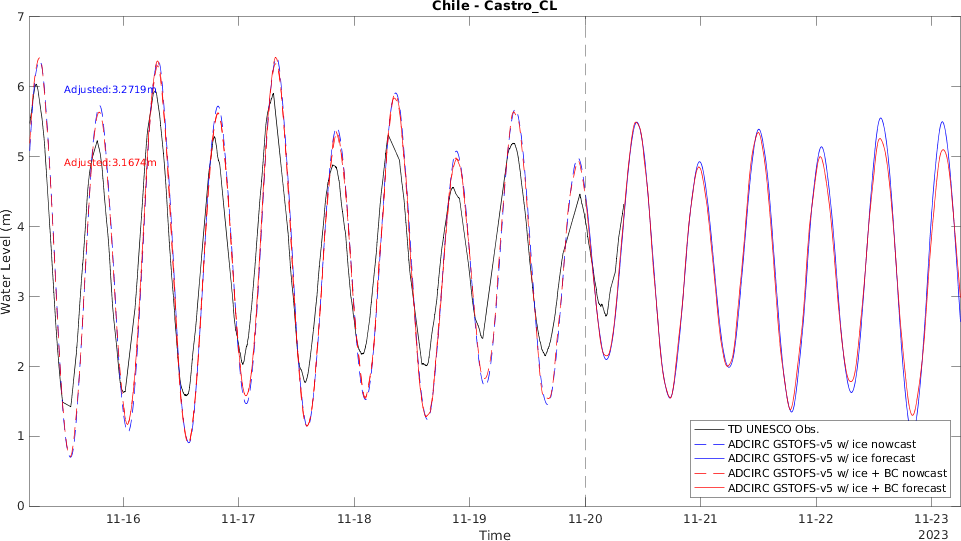 Chile - Castro_CL
7
6
5
4
3
2
1
0
Water Level (m)
Adjusted:3.2719m
Adjusted:3.1674m
TD UNESCO Obs.
ADCIRC GSTOFS-v5 w/ ice nowcast
ADCIRC GSTOFS-v5 w/ ice forecast
ADCIRC GSTOFS-v5 w/ ice + BC nowcast
ADCIRC GSTOFS-v5 w/ ice + BC forecast
11-16 11-17 11-18 11-19 11-20 11-21 11-22 11-23
Time 2023